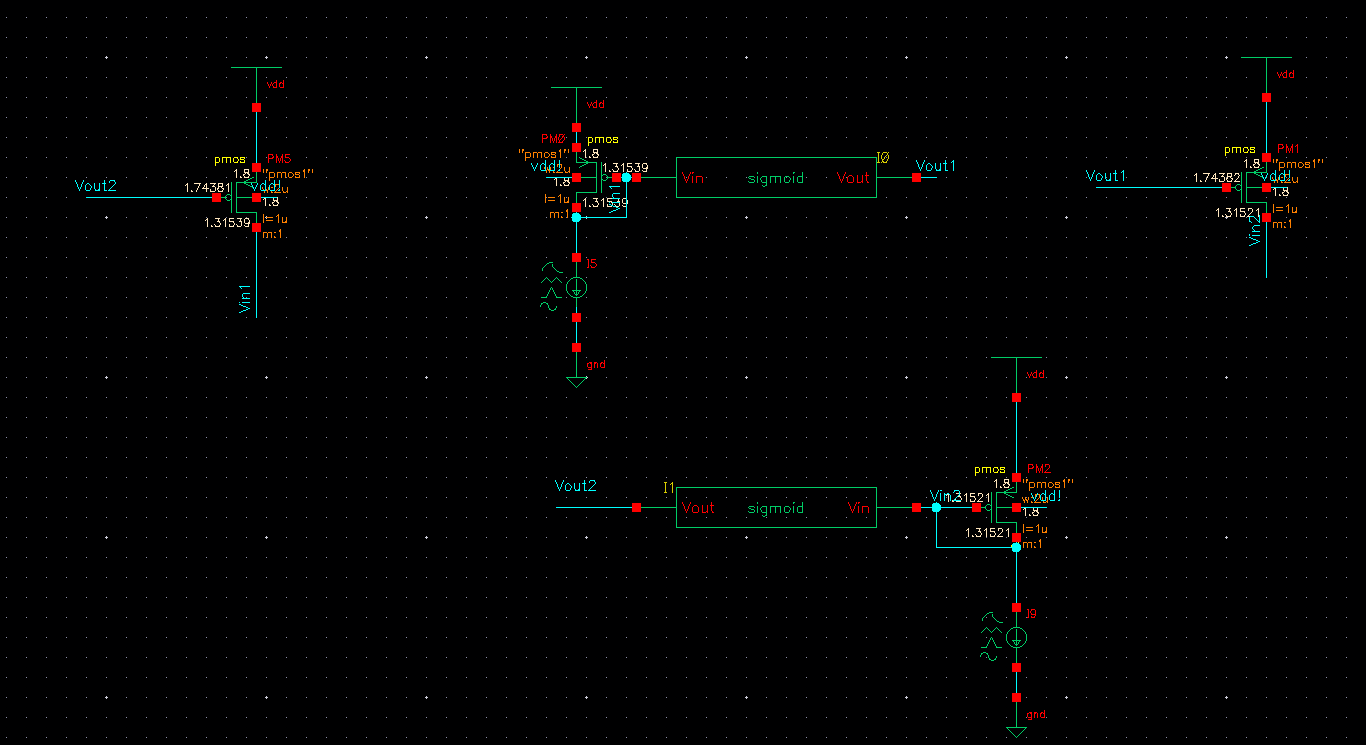 vdd
pmos
PM5
1.8
"pmos1"
Vout2
1.74381
vdd!
w:2u
1.8
1.31539
l=1u
m:1
Vin1
vdd
PM0
pmos
"pmos1"
1.8
vdd!
w:2u
1.31539
1.8
l=1u
1.31539
m:1
Vin1
I5
gnd
I0
Vin
sigmoid
Vout
Vout1
vdd
pmos
PM1
1.8
"pmos1"
Vout1
1.74382
vdd!
w:2u
1.8
1.31521
l=1u
m:1
Vin2
vdd
pmos
PM2
1.8
"pmos1"
Vout2
I1
Vout
sigmoid
Vin
Vin2
1.31521
w:2u
vdd!
1.8
1.31521
l=1u
m:1
I9
gnd